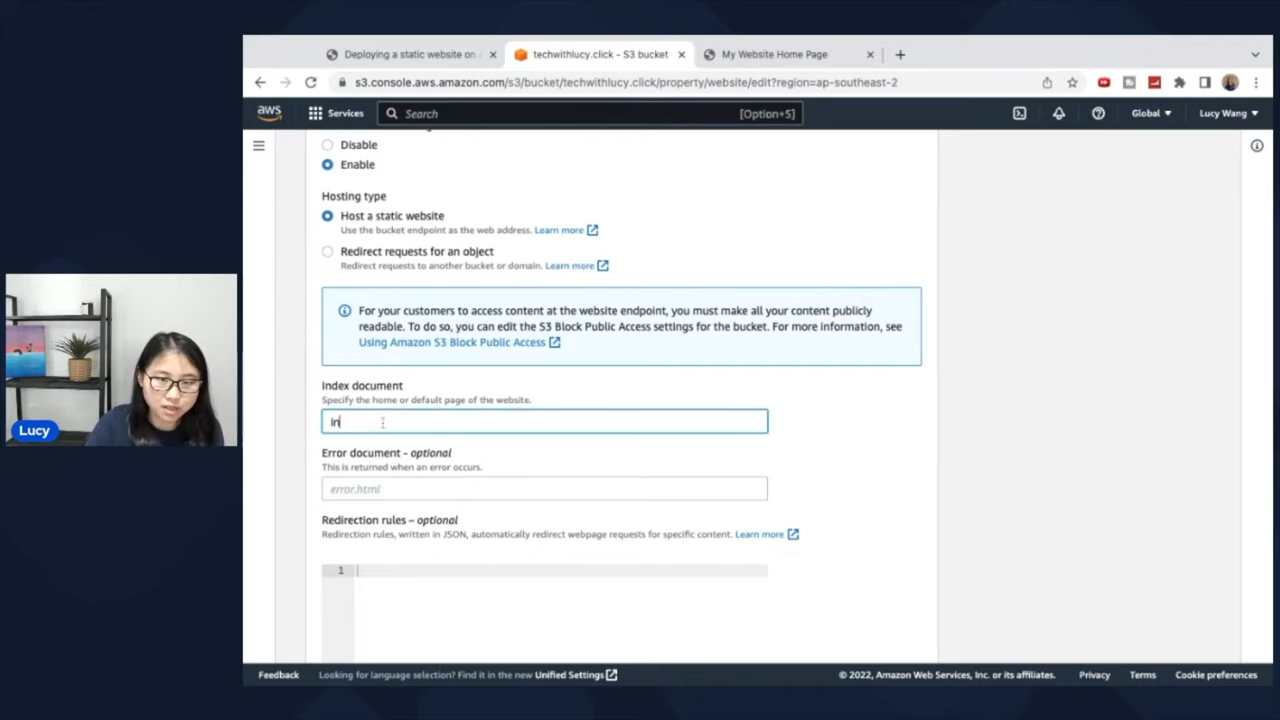 Deploying a static website on
techwithlucy.click - S3 bucket
My Website Home Page
s3.console.aws.amazon.com/s3/bucket/techwithlucy.click/property/website/edit?region=ap-southeast-2
aws
Services
Search
[Option+S]
Global
Lucy Wang
Disable
Enable
Hosting type
Host a static website
Use the bucket endpoint as the web address. Learn more
Redirect requests for an object
Redirect requests to another bucket or domain. Learn more
For your customers to access content at the website endpoint, you must make all your content publicly
readable. To do so, you can edit the S3 Block Public Access settings for the bucket. For more information, see
Using Amazon S3 Block Public Access
Index document
Specify the home or default page of the website.
in
Error document - optional
This is returned when an error occurs.
error.html
Redirection rules – optional
Redirection rules, written in JSON, automatically redirect webpage requests for specific content. Learn more
1
Lucy
Feedback
Looking for language selection? Find it in the new Unified Settings
© 2022, Amazon Web Services, Inc. or its affiliates.
Privacy
Terms
Cookie preferences